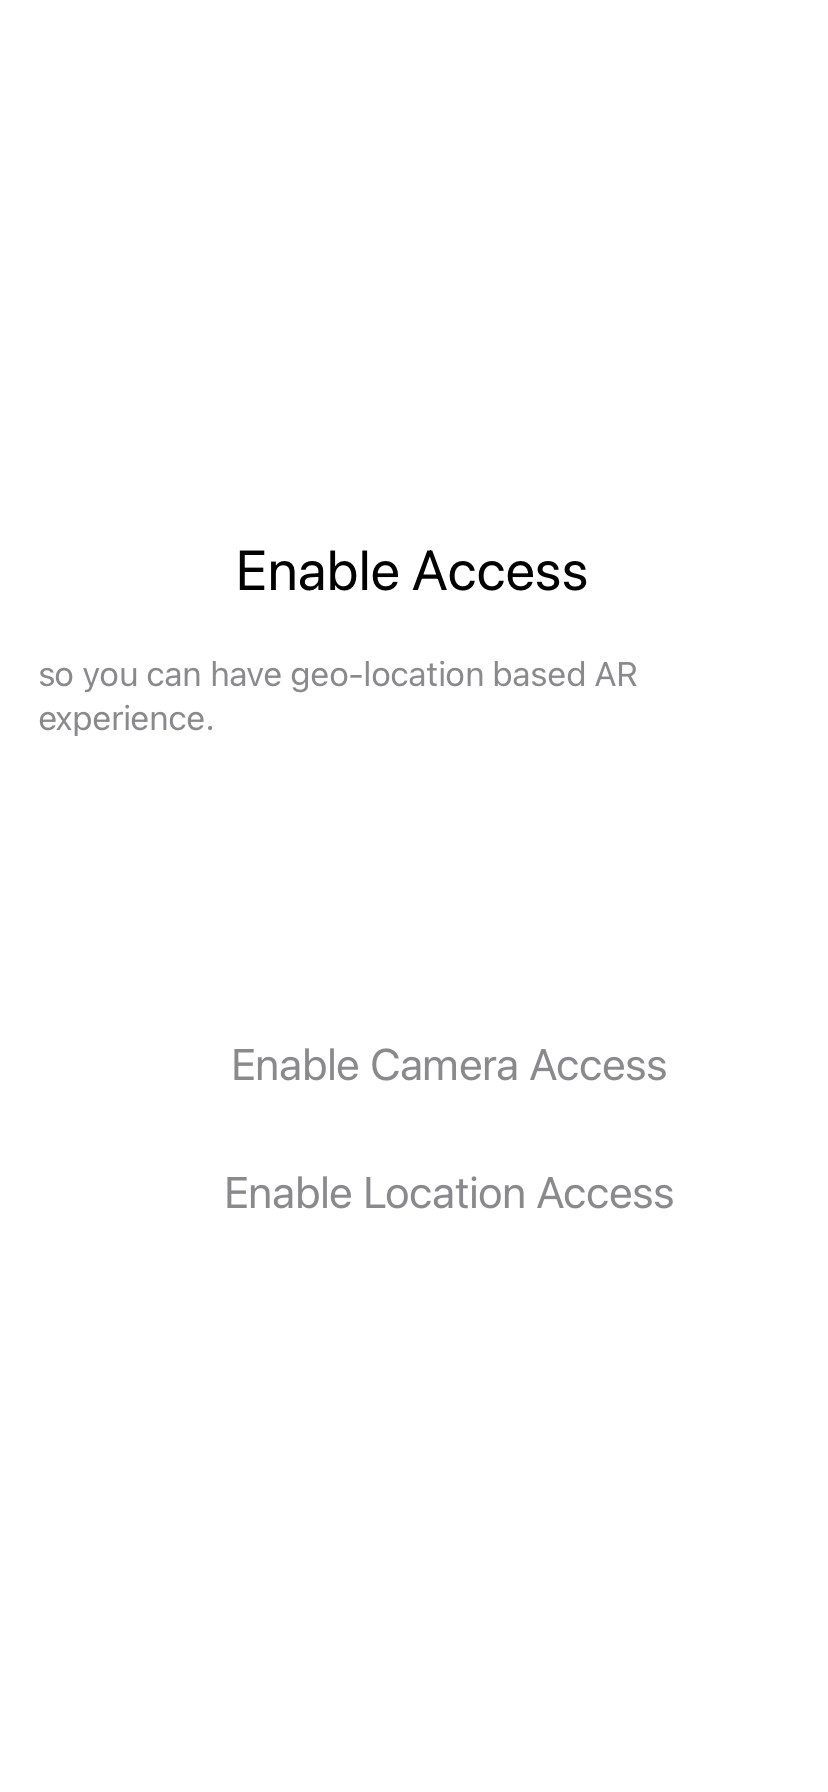 Enable Access
so you can have geo-location based AR
experience.
Enable Camera Access
Enable Location Access